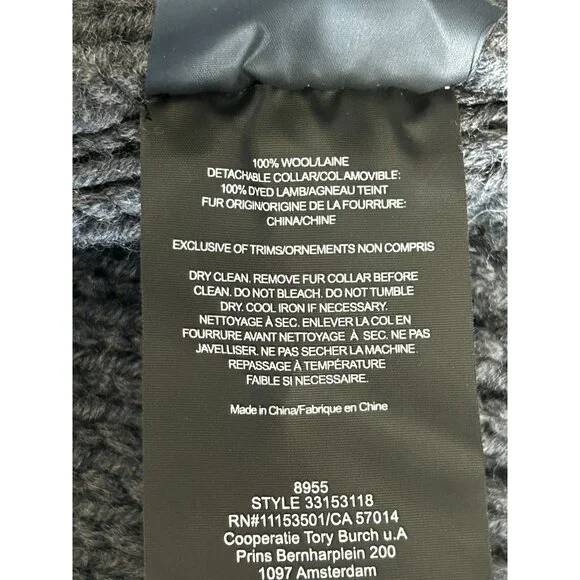 100% WOOL/LAINE
DETACHABLE COLLAR/COL AMOVIBLE:
100% DYED LAMB/AGNEAU TEINT
FUR ORIGIN/ORIGINE DE LA FOURRURE:
CHINA/CHINE
EXCLUSIVE OF TRIMS/ORNEMENTS NON COMPRIS
DRY CLEAN. REMOVE FUR COLLAR BEFORE
CLEAN. DO NOT BLEACH. DO NOT TUMBLE
DRY. COOL IRON IF NECESSARY.
NETTOYAGE À SEC. ENLEVER LA COL EN
FOURRURE AVANT NETTOYAGE À SEC. NE PAS
JAVELLISER. NE PAS SECHER LA MACHINE.
REPASSAGE À TEMPÉRATURE
FAIBLE SI NECESSAIRE.
Made in China/Fabrique en Chine
8955
STYLE 33153118
RN#11153501/CA 57014
Cooperatie Tory Burch u.A
Prins Bernharplein 200
1097 Amsterdam